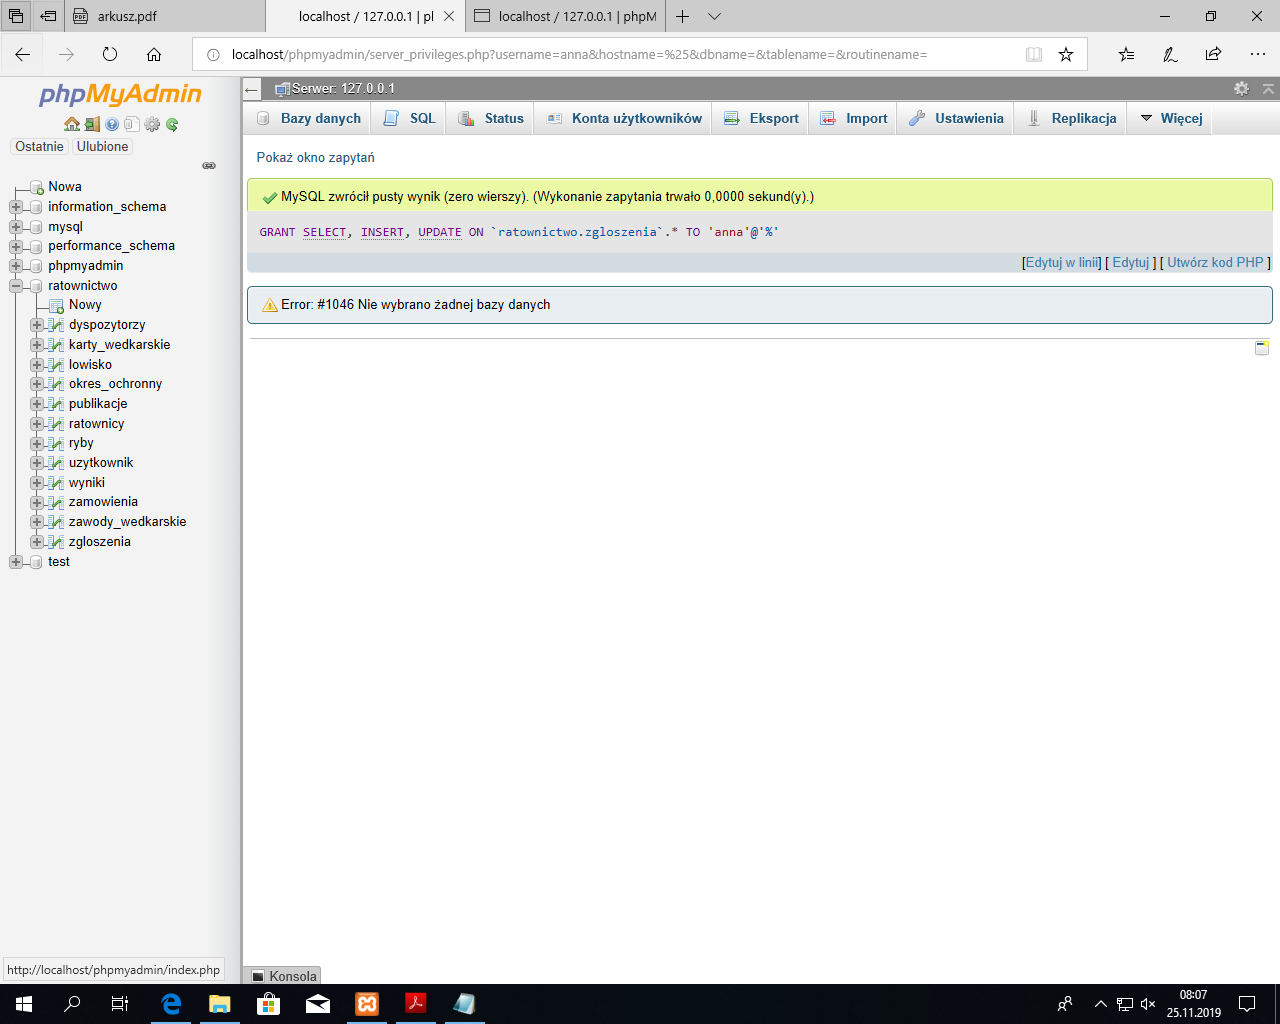 arkusz.pdf
localhost / 127.0.0.1 | pl
localhost / 127.0.0.1 | phpM
localhost/phpmyadmin/server_privileges.php?username=anna&hostname=%25&dbname=&tablename=&routinename=
phpMyAdmin
Ostatnie Ulubione
Nowa
information_schema
mysql
performance_schema
phpmyadmin
ratownictwo
Nowy
dyspozytorzy
karty_wedkarskie
lowisko
okres_ochronny
publikacje
ratownicy
ryby
uzytkownik
wyniki
zamowienia
zawody_wedkarskie
zgloszenia
test
http://localhost/phpmyadmin/index.php
Serwer: 127.0.0.1
Bazy danych SQL Status Konta użytkowników Eksport Import Ustawienia Replikacja Więcej
Pokaż okno zapytań
MySQL zwrócił pusty wynik (zero wierszy). (Wykonanie zapytania trwało 0,0000 sekund(y).)
GRANT SELECT, INSERT, UPDATE ON `ratownictwo.zgloszenia`.* TO 'anna'@'%'
[Edytuj w linii] [ Edytuj ] [ Utwórz kod PHP ]
Error: #1046 Nie wybrano żadnej bazy danych
Konsola
08:07
25.11.2019